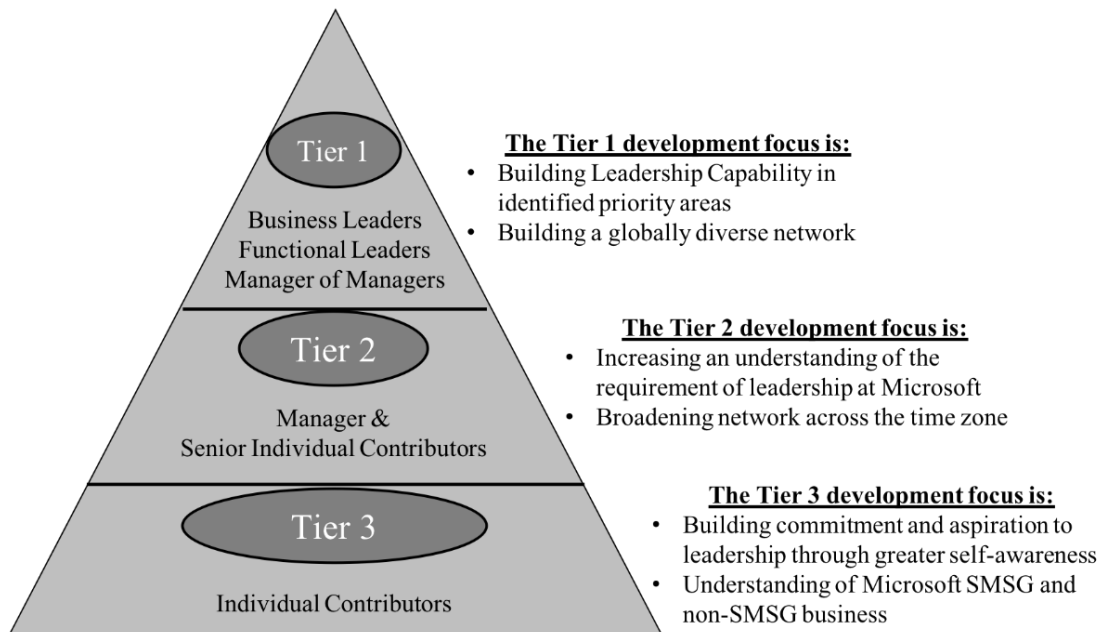 Tier 1
Business Leaders
Functional Leaders
Manager of Managers
The Tier 1 development focus is:
• Building Leadership Capability in
identified priority areas
• Building a globally diverse network
Tier 2
Manager &
Senior Individual Contributors
The Tier 2 development focus is:
• Increasing an understanding of the
requirement of leadership at Microsoft
• Broadening network across the time zone
Tier 3
Individual Contributors
The Tier 3 development focus is:
• Building commitment and aspiration to
leadership through greater self-awareness
• Understanding of Microsoft SMSG and
non-SMSG business